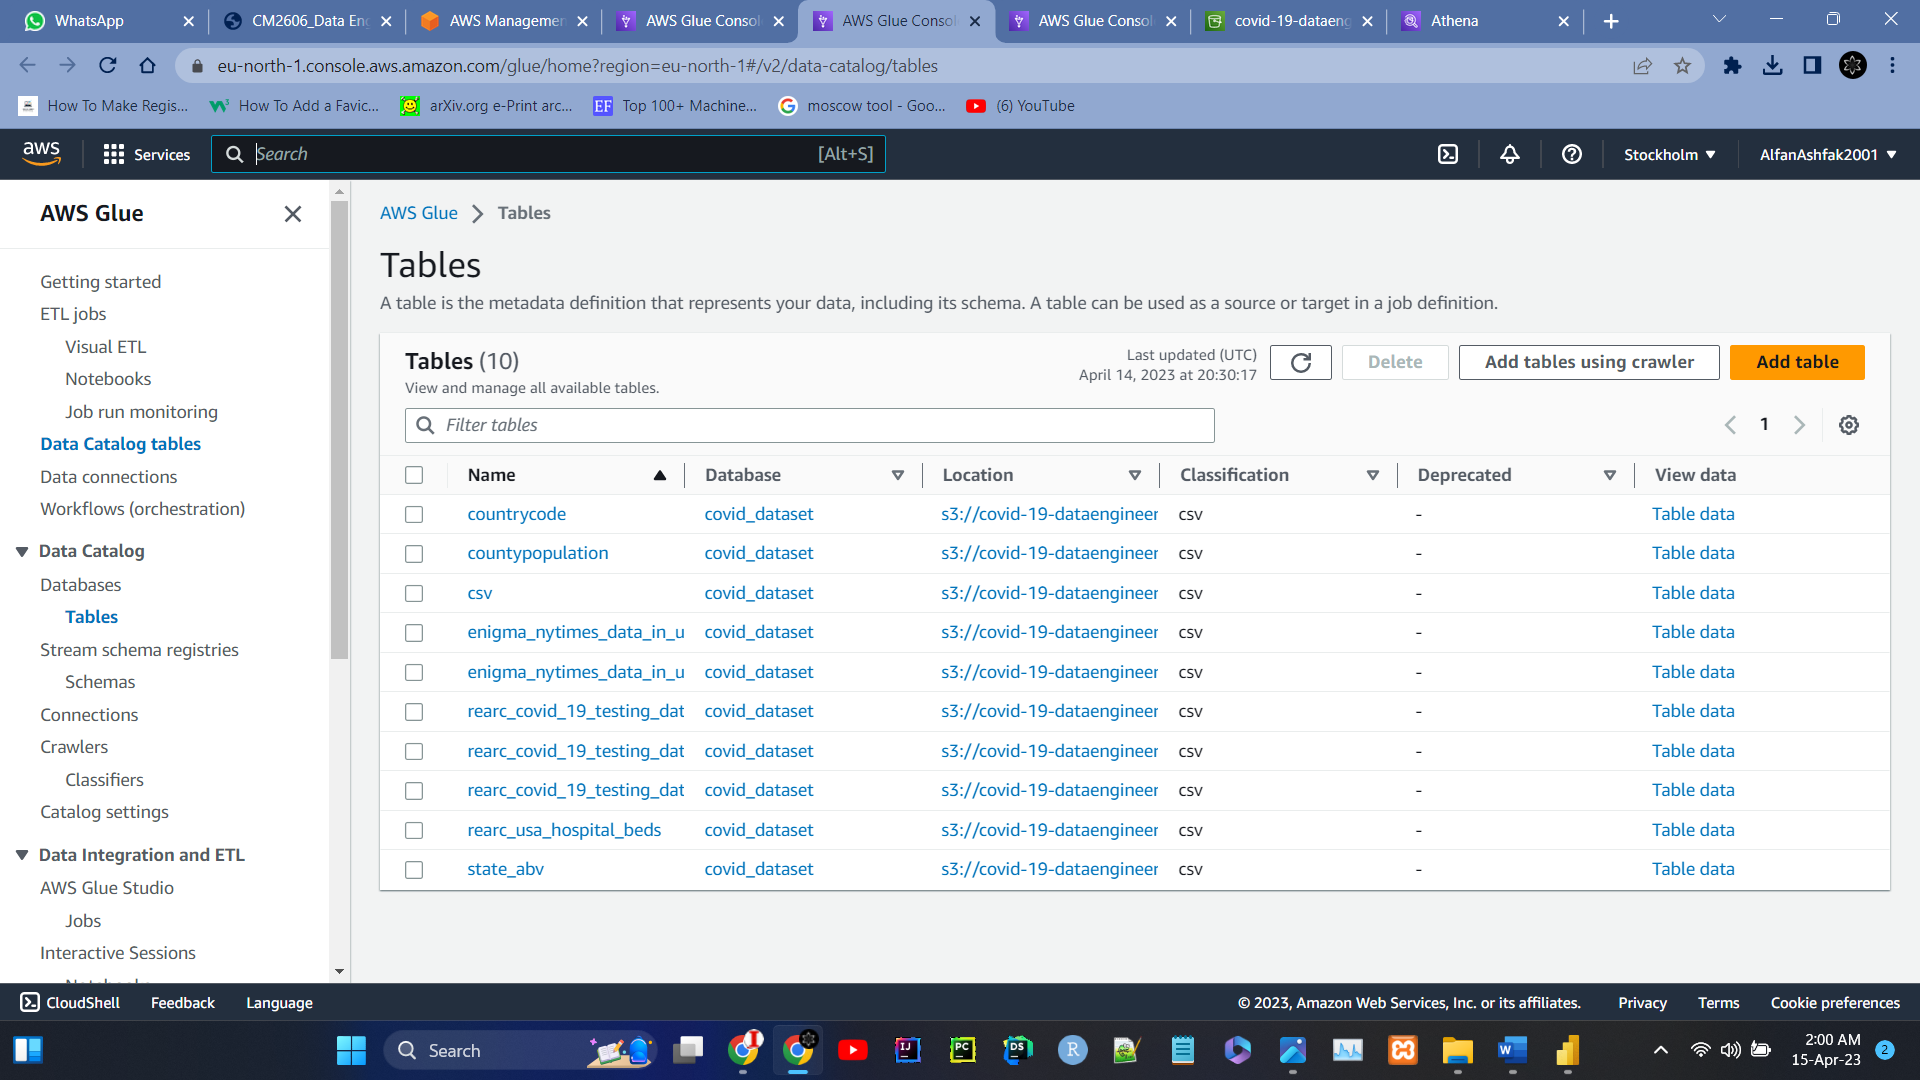 WhatsApp
CM2606_Data En
AWS Managemen
AWS Glue Consol
AWS Glue Consol
AWS Glue Consol
covid-19-dataeng
Athena
eu-north-1.console.aws.amazon.com/glue/home?region=eu-north-1#/v2/data-catalog/tables
How To Make Regis...
How To Add a Favic...
arXiv.org e-Print arc...
EF Top 100+ Machine...
moscow tool - Goo...
(6) YouTube
aws Services Search [Alt+S] Stockholm AlfanAshfak2001
AWS Glue
Getting started
ETL jobs
Visual ETL
Notebooks
Job run monitoring
Data Catalog tables
Data connections
Workflows (orchestration)
Data Catalog
Databases
Tables
Stream schema registries
Schemas
Connections
Crawlers
Classifiers
Catalog settings
Data Integration and ETL
AWS Glue Studio
Jobs
Interactive Sessions
AWS Glue > Tables
Tables
A table is the metadata definition that represents your data, including its schema. A table can be used as a source or target in a job definition.
Tables (10)
View and manage all available tables.
Last updated (UTC)
April 14, 2023 at 20:30:17
Delete
Add tables using crawler
Add table
Filter tables
1
Name Database Location Classification Deprecated View data
countrycode covid_dataset s3://covid-19-dataengineer csv - Table data
countypopulation covid_dataset s3://covid-19-dataengineer csv - Table data
csv covid_dataset s3://covid-19-dataengineer csv - Table data
enigma_nytimes_data_in_u covid_dataset s3://covid-19-dataengineer csv - Table data
enigma_nytimes_data_in_u covid_dataset s3://covid-19-dataengineer csv - Table data
rearc_covid_19_testing_dat covid_dataset s3://covid-19-dataengineer csv - Table data
rearc_covid_19_testing_dat covid_dataset s3://covid-19-dataengineer csv - Table data
rearc_covid_19_testing_dat covid_dataset s3://covid-19-dataengineer csv - Table data
rearc_usa_hospital_beds covid_dataset s3://covid-19-dataengineer csv - Table data
state_abv covid_dataset s3://covid-19-dataengineer csv - Table data
CloudShell Feedback Language © 2023, Amazon Web Services, Inc. or its affiliates. Privacy Terms Cookie preferences
Search
IJ
PC
DS
R
W
2:00 AM
15-Apr-23
2